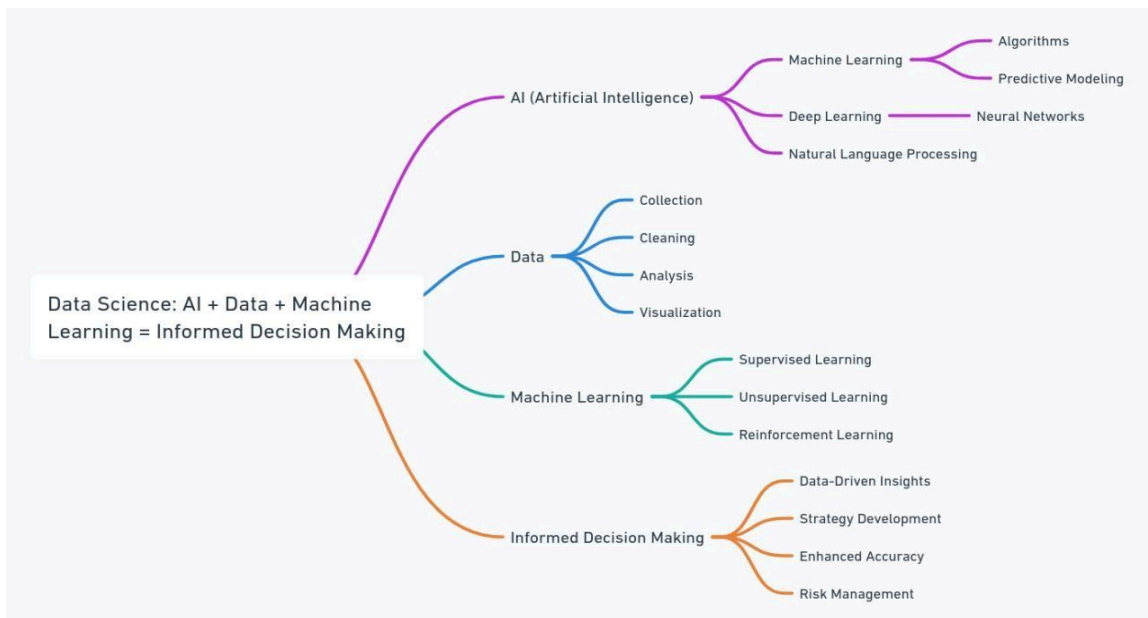 Data Science: AI + Data + Machine
Learning = Informed Decision Making
AI (Artificial Intelligence)
Machine Learning
Algorithms
Predictive Modeling
Deep Learning
Neural Networks
Natural Language Processing
Data
Collection
Cleaning
Analysis
Visualization
Machine Learning
Supervised Learning
Unsupervised Learning
Reinforcement Learning
Informed Decision Making
Data-Driven Insights
Strategy Development
Enhanced Accuracy
Risk Management